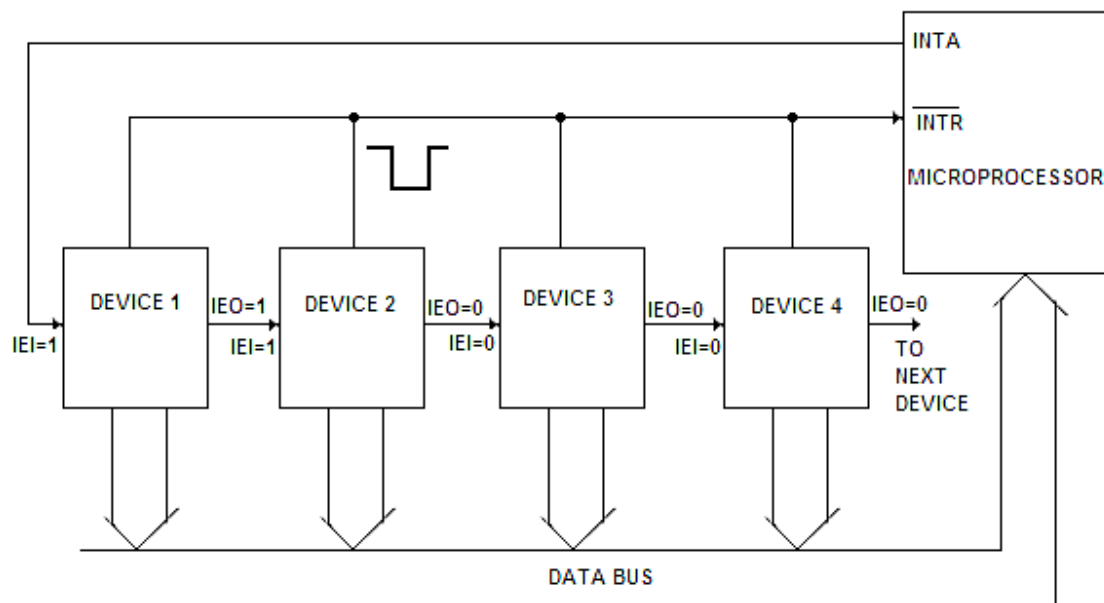 INTA
INTR
MICROPROCESSOR
DEVICE 1
IEO=1
DEVICE 2
IEO=0
DEVICE 3
IEO=0
DEVICE 4
IEO=0
IEI=1
IEI=1
IEI=0
IEI=0
TO
NEXT
DEVICE
DATA BUS